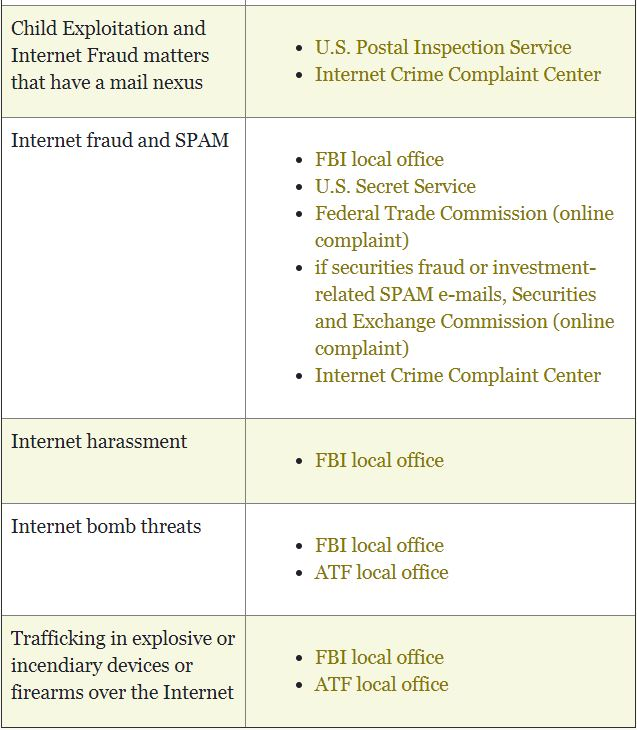 Child Exploitation and
Internet Fraud matters
that have a mail nexus
• U.S. Postal Inspection Service
• Internet Crime Complaint Center
Internet fraud and SPAM
• FBI local office
• U.S. Secret Service
• Federal Trade Commission (online
complaint)
• if securities fraud or investment-
related SPAM e-mails, Securities
and Exchange Commission (online
complaint)
• Internet Crime Complaint Center
Internet harassment
• FBI local office
Internet bomb threats
• FBI local office
• ATF local office
Trafficking in explosive or
incendiary devices or
firearms over the Internet
• FBI local office
• ATF local office